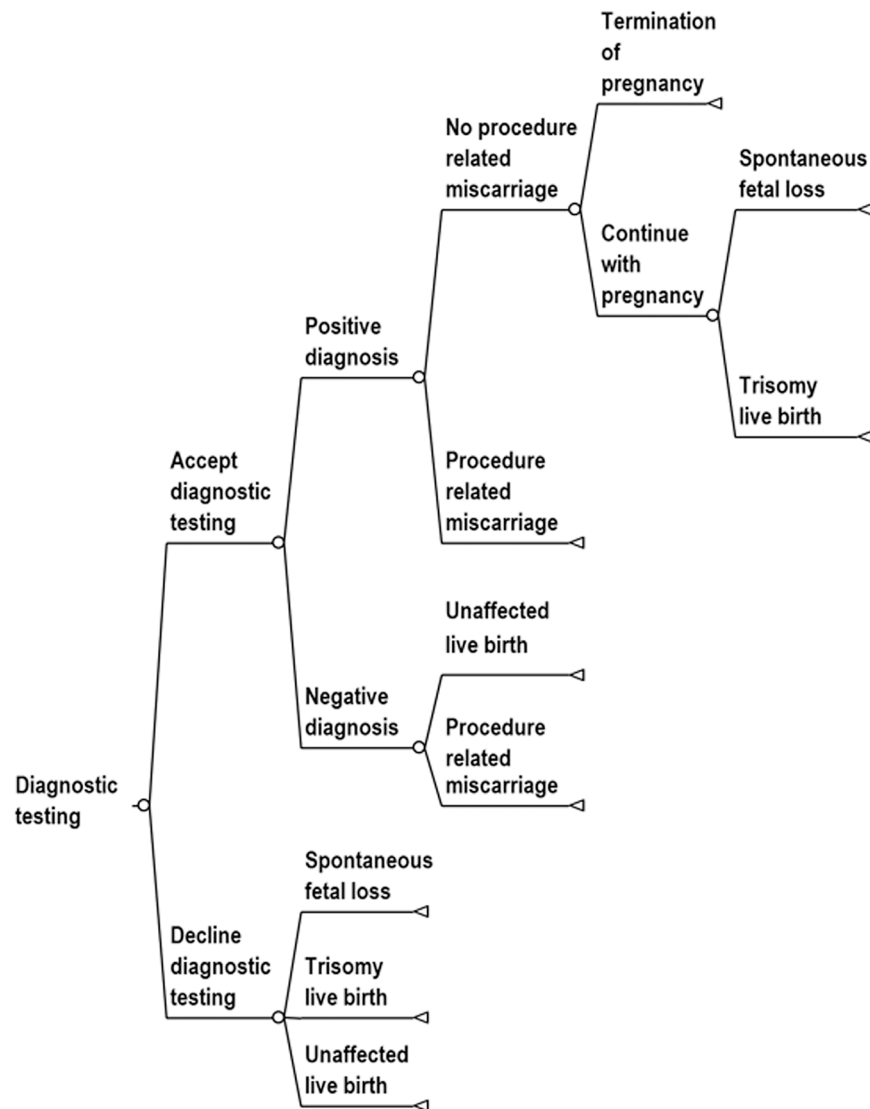 Termination
of
pregnancy
No procedure
related
miscarriage
Spontaneous
fetal loss
Continue
with
pregnancy
Positive
diagnosis
Trisomy
live birth
Accept
diagnostic
testing
Procedure
related
miscarriage
Unaffected
live birth
Negative
diagnosis
Procedure
related
miscarriage
Diagnostic
testing
Spontaneous
fetal loss
Decline
diagnostic
testing
Trisomy
live birth
Unaffected
live birth